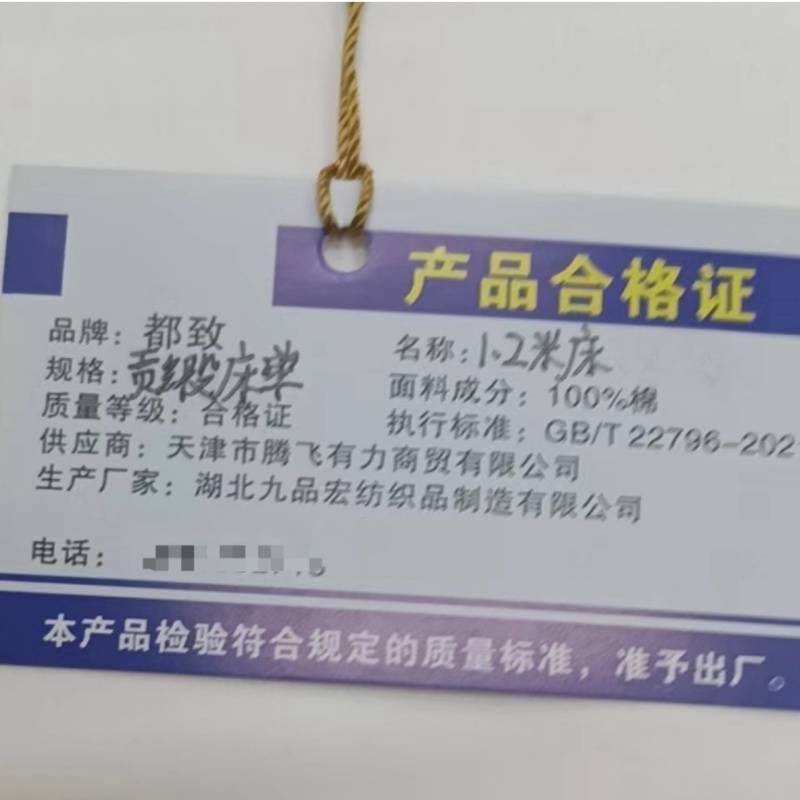 产品合格证
品牌：都致
名称：1.2米床
规格：贡缎床单
面料成分：100%棉
质量等级：合格证
执行标准：GB/T 22796-202
供应商：天津市腾飞有力商贸有限公司
生产厂家：湖北九品宏纺织品制造有限公司
电话：
本产品检验符合规定的质量标准，准予出厂。